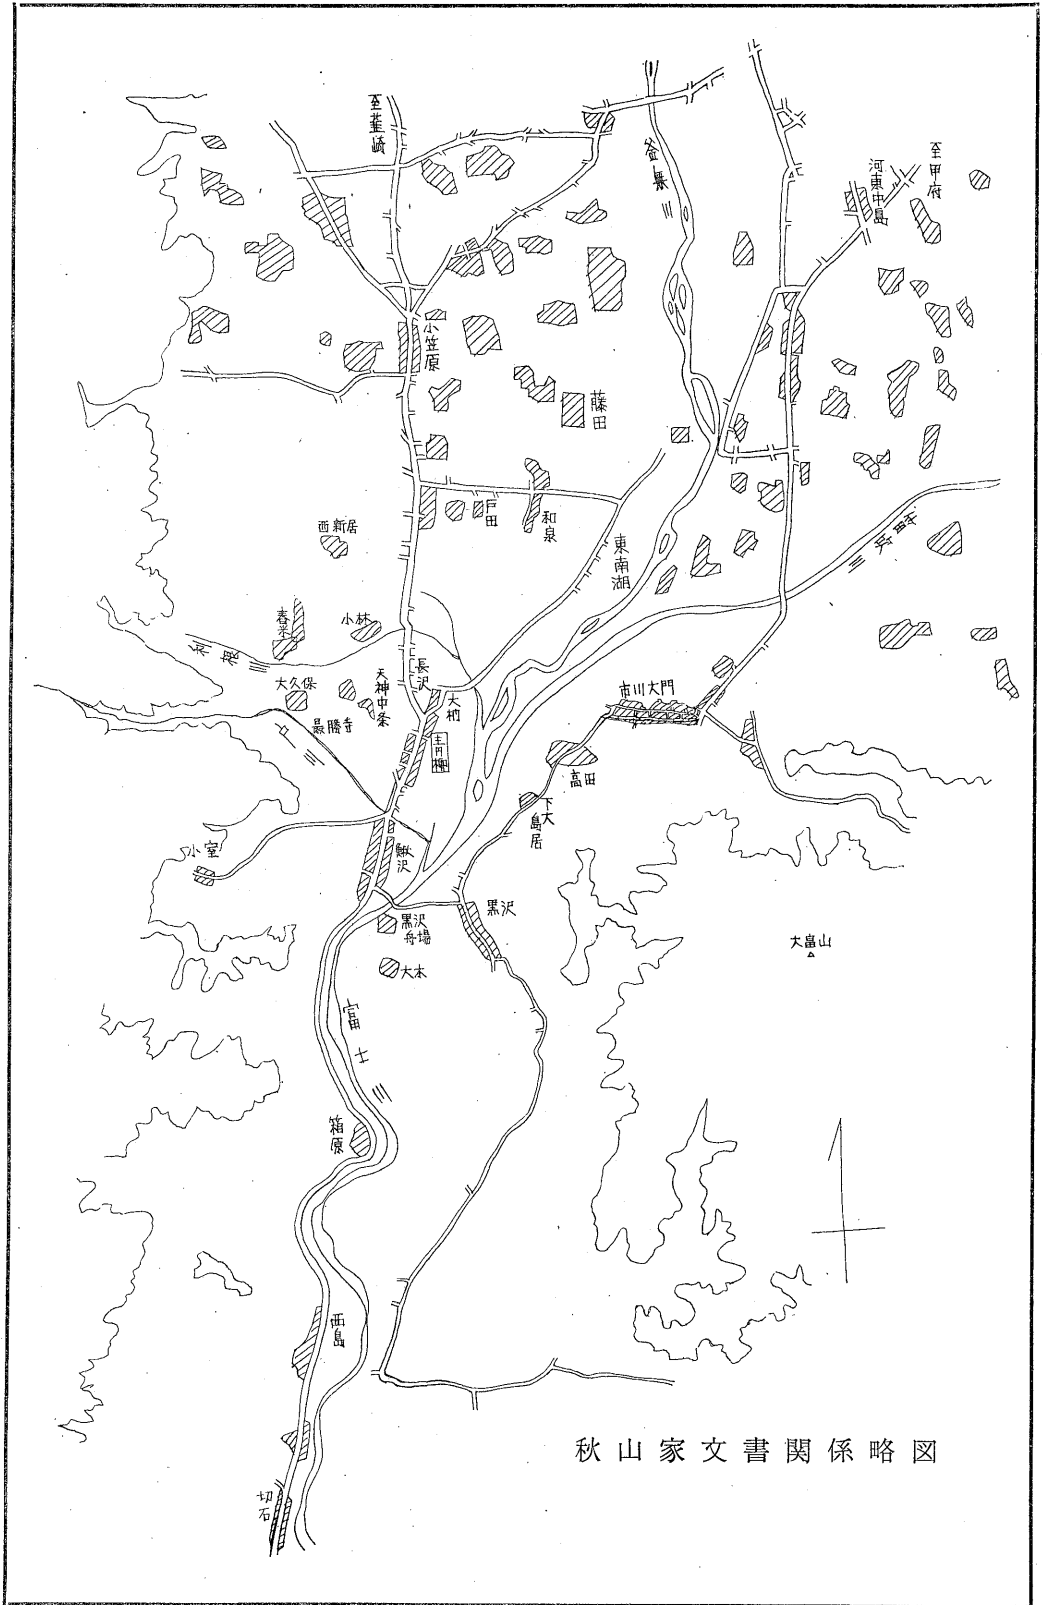 至韮崎
釜無川
河東中島
至甲府
小笠原
藤田
戸田
和泉
西新居
東南湖
笛吹川
春米
小林
利根川
長沢
天神中条
大久保
大椚
市川大門
最勝寺
青柳
高田
下大
鳥居
小室
鰍沢
黒沢
舟場
黒沢
大木
大畠山
富士川
箱原
西島
切石
秋山家文書関係略図